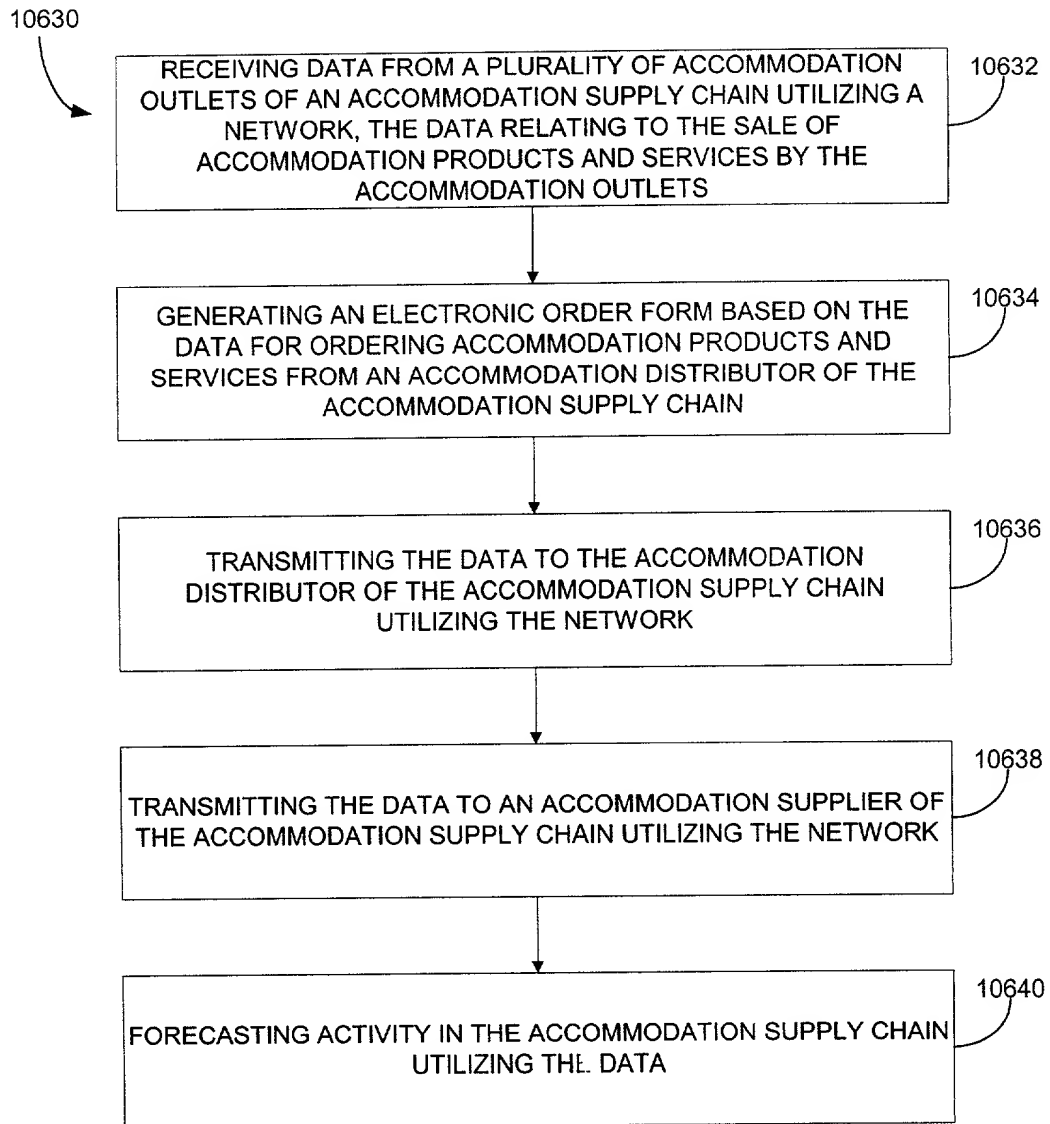 10630
RECEIVING DATA FROM A PLURALITY OF ACCOMMODATION
OUTLETS OF AN ACCOMMODATION SUPPLY CHAIN UTILIZING A
NETWORK, THE DATA RELATING TO THE SALE OF
ACCOMMODATION PRODUCTS AND SERVICES BY THE
ACCOMMODATION OUTLETS
10632
GENERATING AN ELECTRONIC ORDER FORM BASED ON THE
DATA FOR ORDERING ACCOMMODATION PRODUCTS AND
SERVICES FROM AN ACCOMMODATION DISTRIBUTOR OF THE
ACCOMMODATION SUPPLY CHAIN
10634
TRANSMITTING THE DATA TO THE ACCOMMODATION
DISTRIBUTOR OF THE ACCOMMODATION SUPPLY CHAIN
UTILIZING THE NETWORK
10636
TRANSMITTING THE DATA TO AN ACCOMMODATION SUPPLIER OF
THE ACCOMMODATION SUPPLY CHAIN UTILIZING THE NETWORK
10638
FORECASTING ACTIVITY IN THE ACCOMMODATION SUPPLY CHAIN
UTILIZING THE DATA
10640